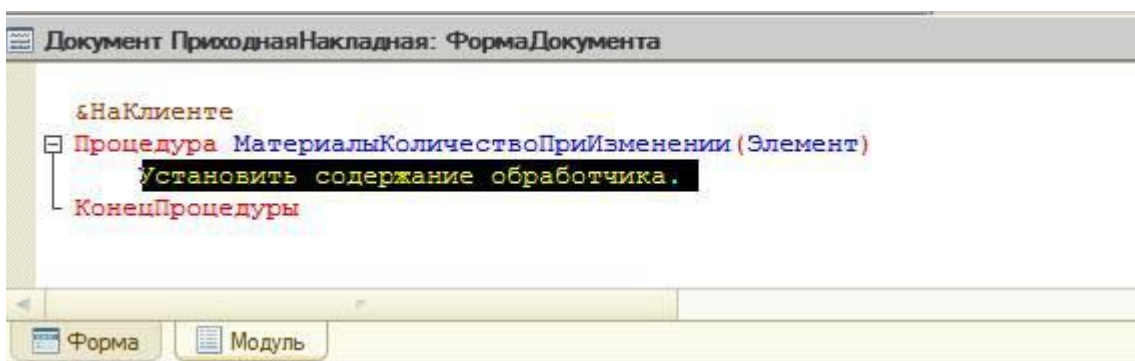 Документ ПриходнаяНакладная: ФормаДокумента
&НаКлиенте
Процедура МатериалыКоличествоПриИзменении(Элемент)
Установить содержание обработчика.
КонецПроцедуры
Форма Модуль